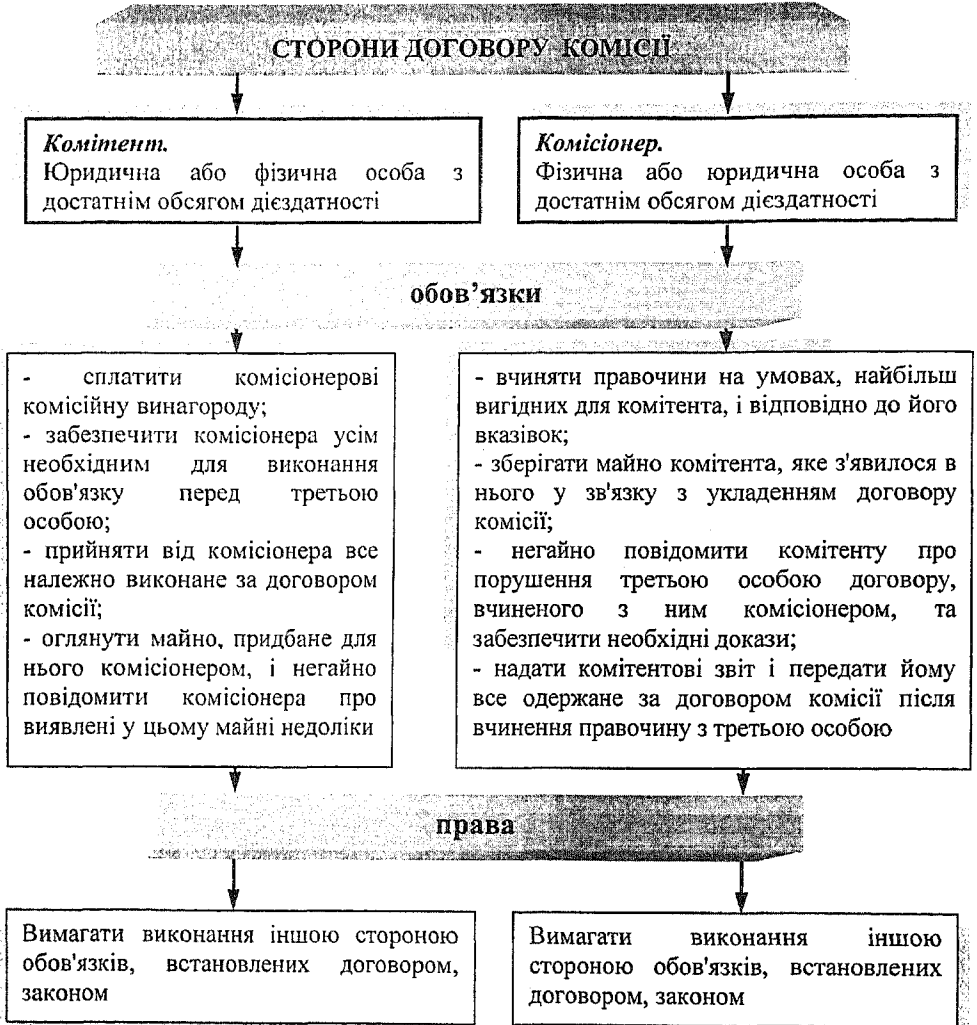 СТОРОНИ ДОГОВОРУ КОМІСІЇ
Комітент.
Юридична або фізична особа з
достатнім обсягом дієздатності
Комісіонер.
Фізична або юридична особа з
достатнім обсягом дієздатності
обов’язки
- сплатити комісіонерові
комісійну винагороду;
- забезпечити комісіонера усім
необхідним для виконання
обов'язку перед третьою
особою;
- прийняти від комісіонера все
належно виконане за договором
комісії;
- оглянути майно, придбане для
нього комісіонером, і негайно
повідомити комісіонера про
виявлені у цьому майні недоліки
- вчиняти правочини на умовах, найбільш
вигідних для комітента, і відповідно до його
вказівок;
- зберігати майно комітента, яке з'явилося в
нього у зв'язку з укладенням договору
комісії;
- негайно повідомити комітенту про
порушення третьою особою договору,
вчиненого з ним комісіонером, та
забезпечити необхідні докази;
- надати комітентові звіт і передати йому
все одержане за договором комісії після
вчинення правочину з третьою особою
права
Вимагати виконання іншою стороною
обов'язків, встановлених договором,
законом
Вимагати виконання іншою
стороною обов'язків, встановлених
договором, законом